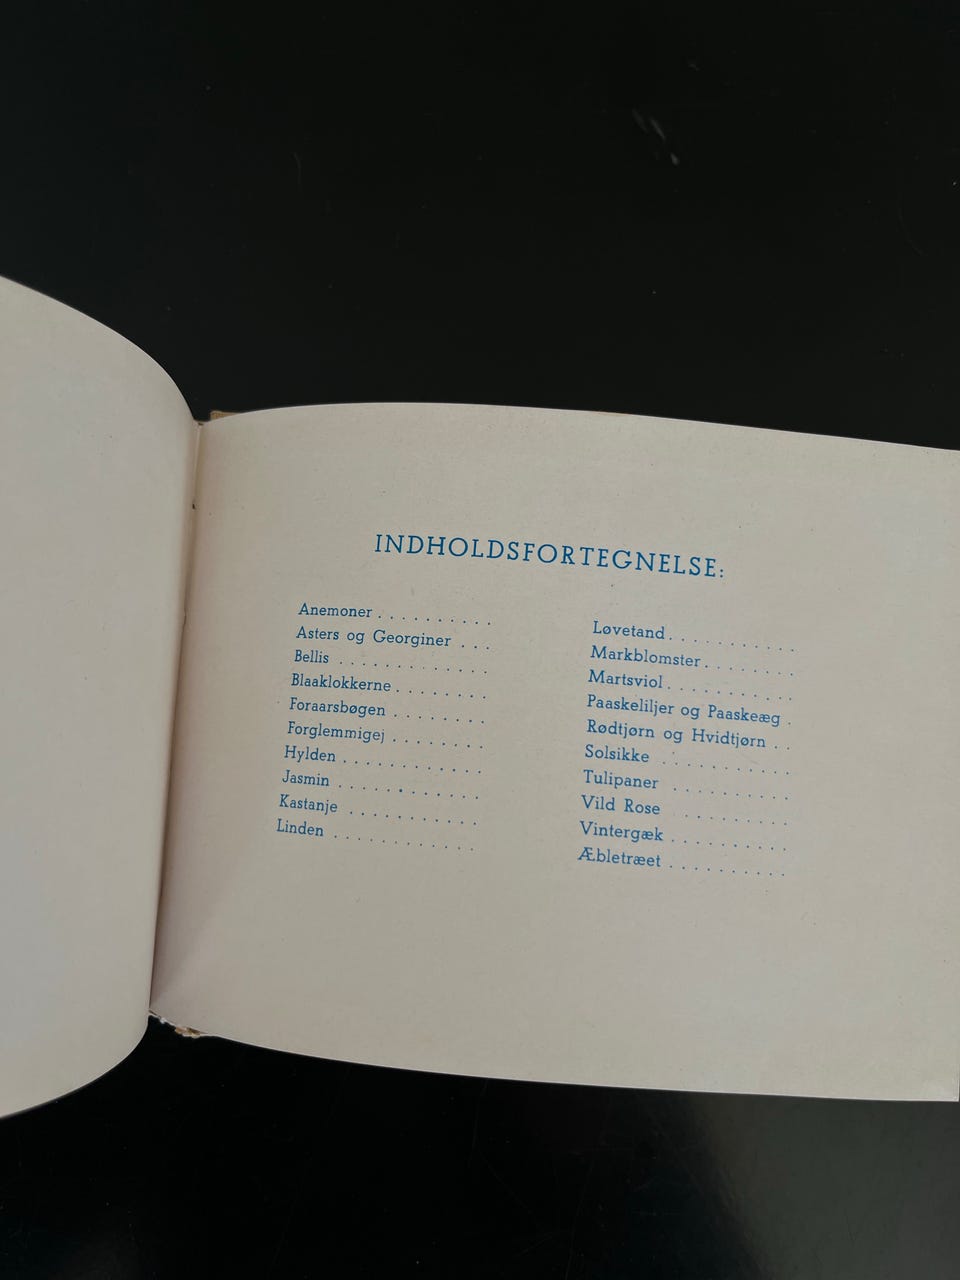 INDHOLDSFORTEGNELSE:
Anemoner . . . . . . . . . .
Asters og Georginer . . .
Bellis . . . . . . . . . . . . .
Blaaklokkerne . . . . . . . .
Foraarsbøgen . . . . . . . .
Forglemmigej . . . . . . . .
Hylden . . . . . . . . . . . .
Jasmin . . . . . . . . . . . .
Kastanje . . . . . . . . . . .
Linden . . . . . . . . . . . .
Løvetand . . . . . . . . . . .
Markblomster . . . . . . . .
Martsviol . . . . . . . . . . .
Paaskeliljer og Paaskeæg .
Rødtjørn og Hvidtjørn . .
Solsikke . . . . . . . . . . .
Tulipaner . . . . . . . . . .
Vild Rose . . . . . . . . . .
Vintergæk . . . . . . . . . .
Æbletræet . . . . . . . . . .